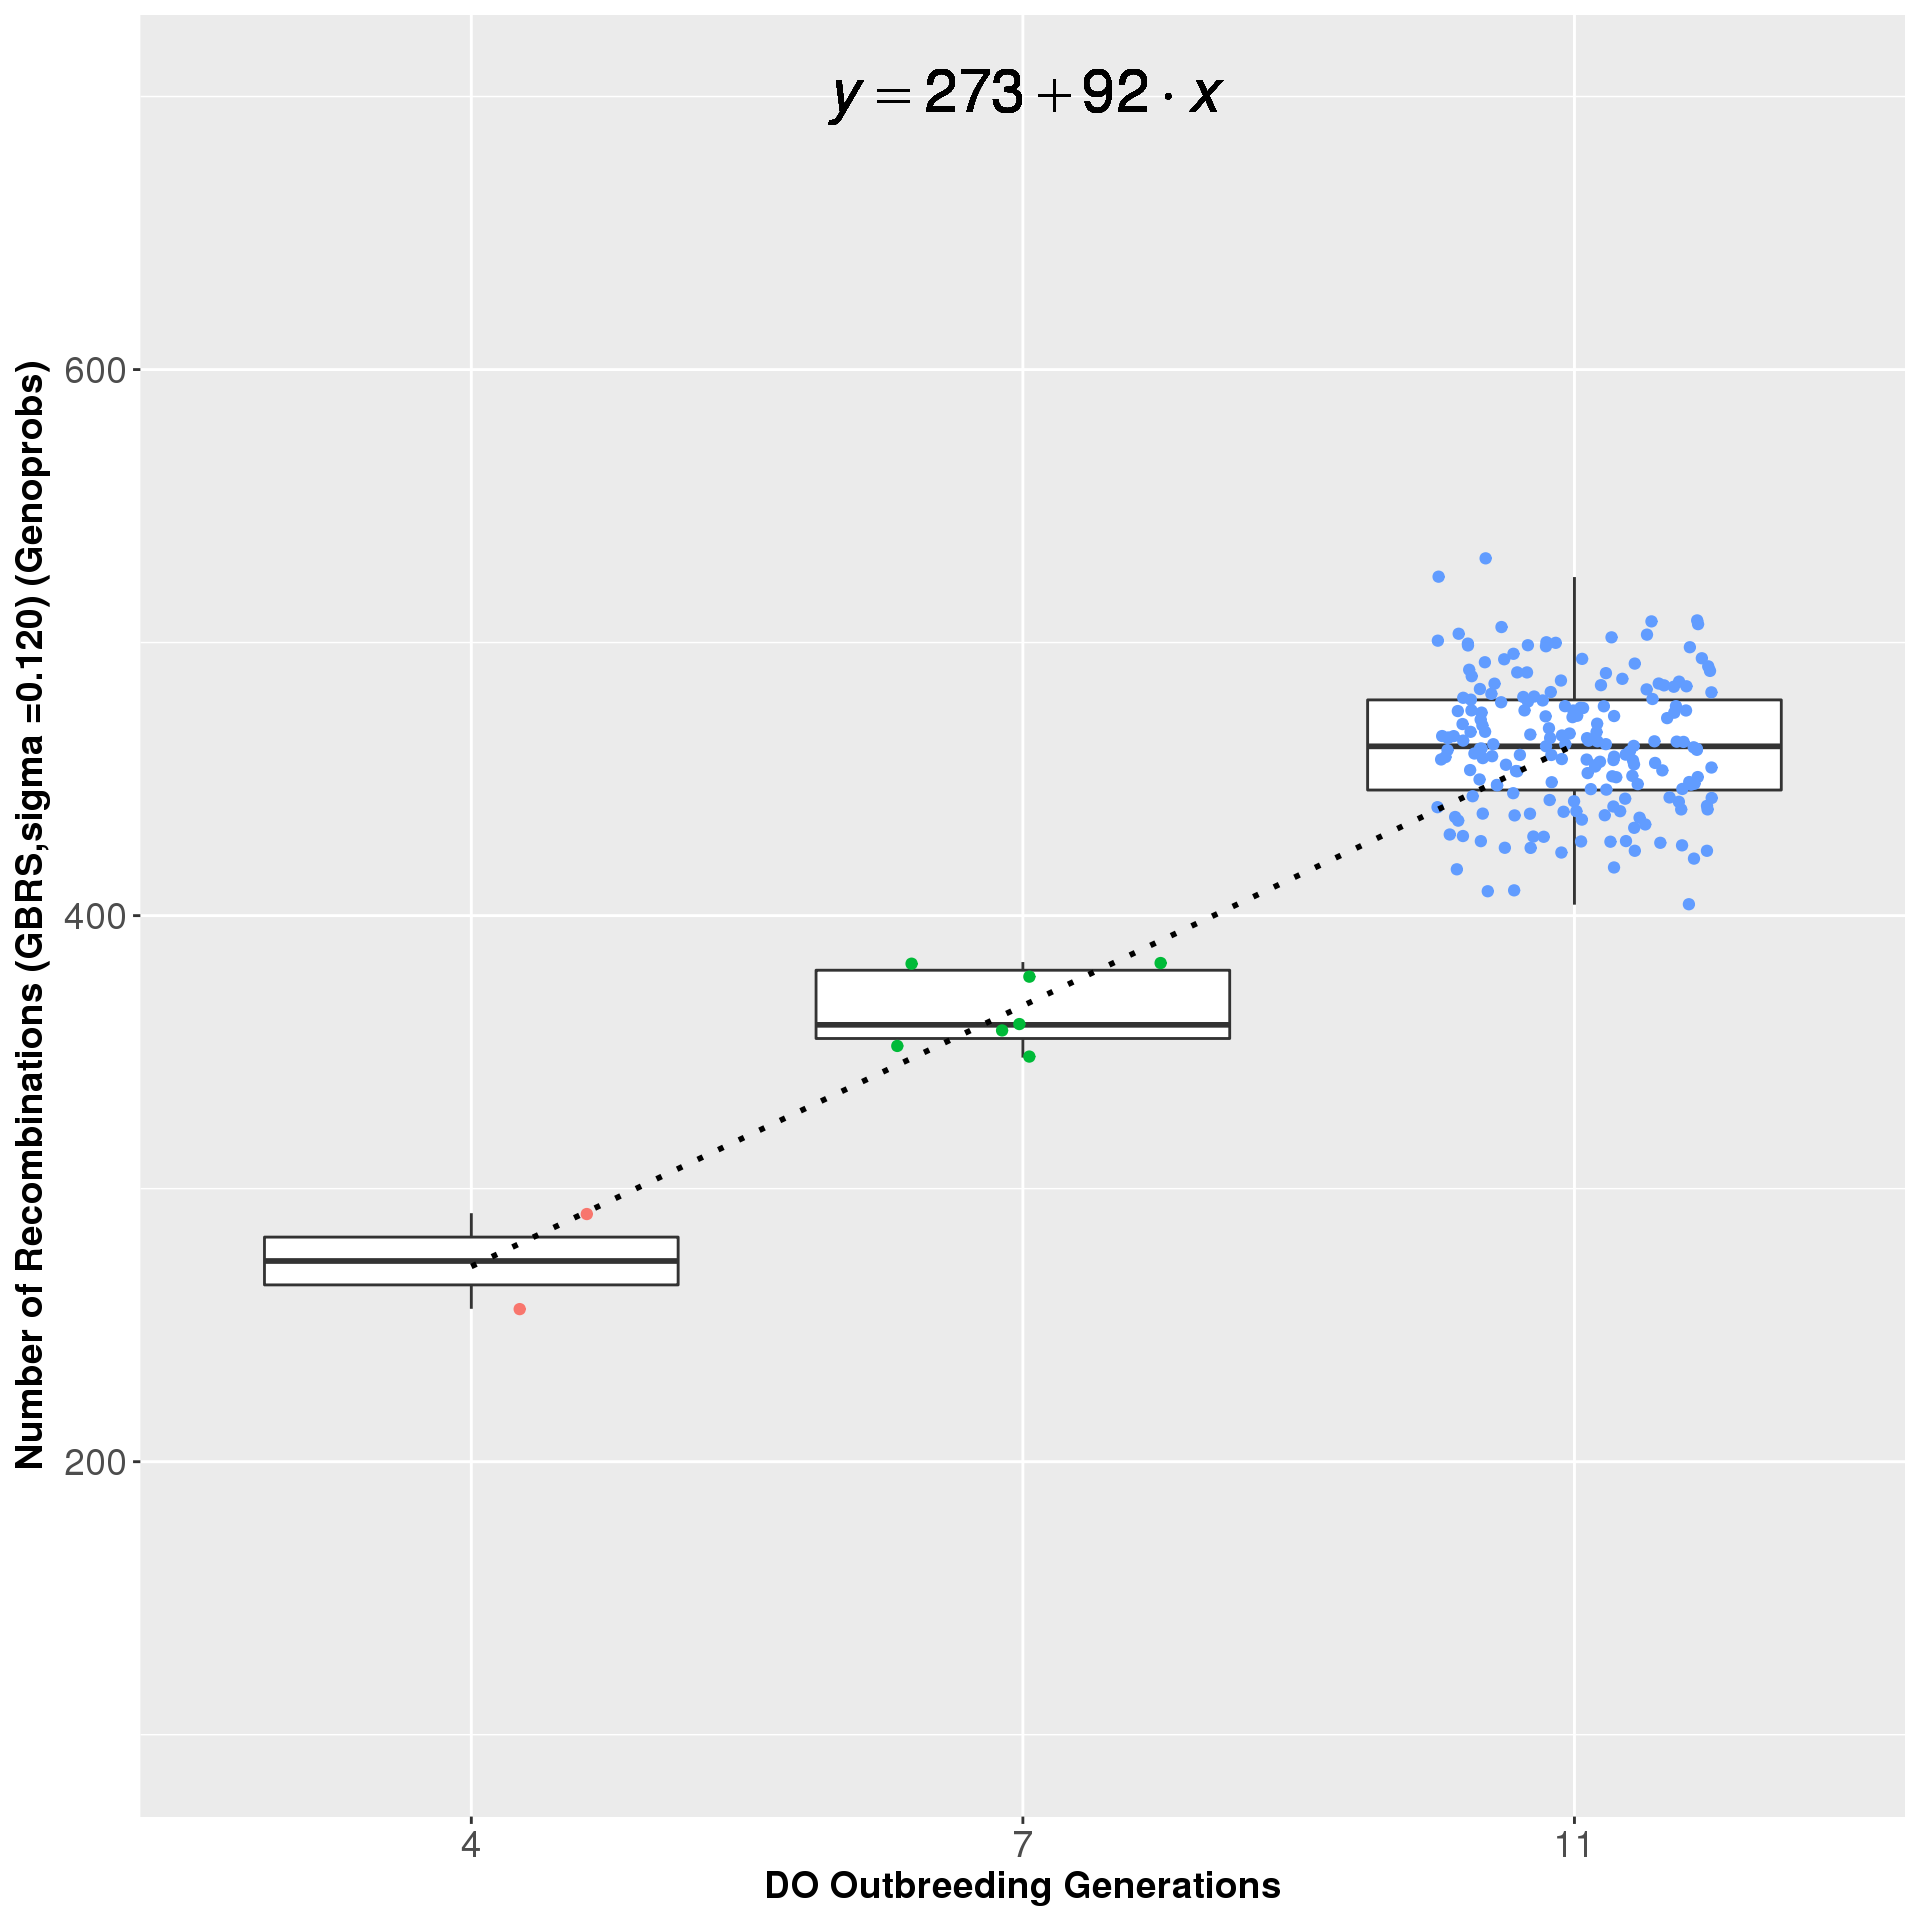 y = 273 + 92 · x
Number of Recombinations (GBRS,sigma =0.120) (Genoprobs)
600
400
200
4 7 11
DO Outbreeding Generations